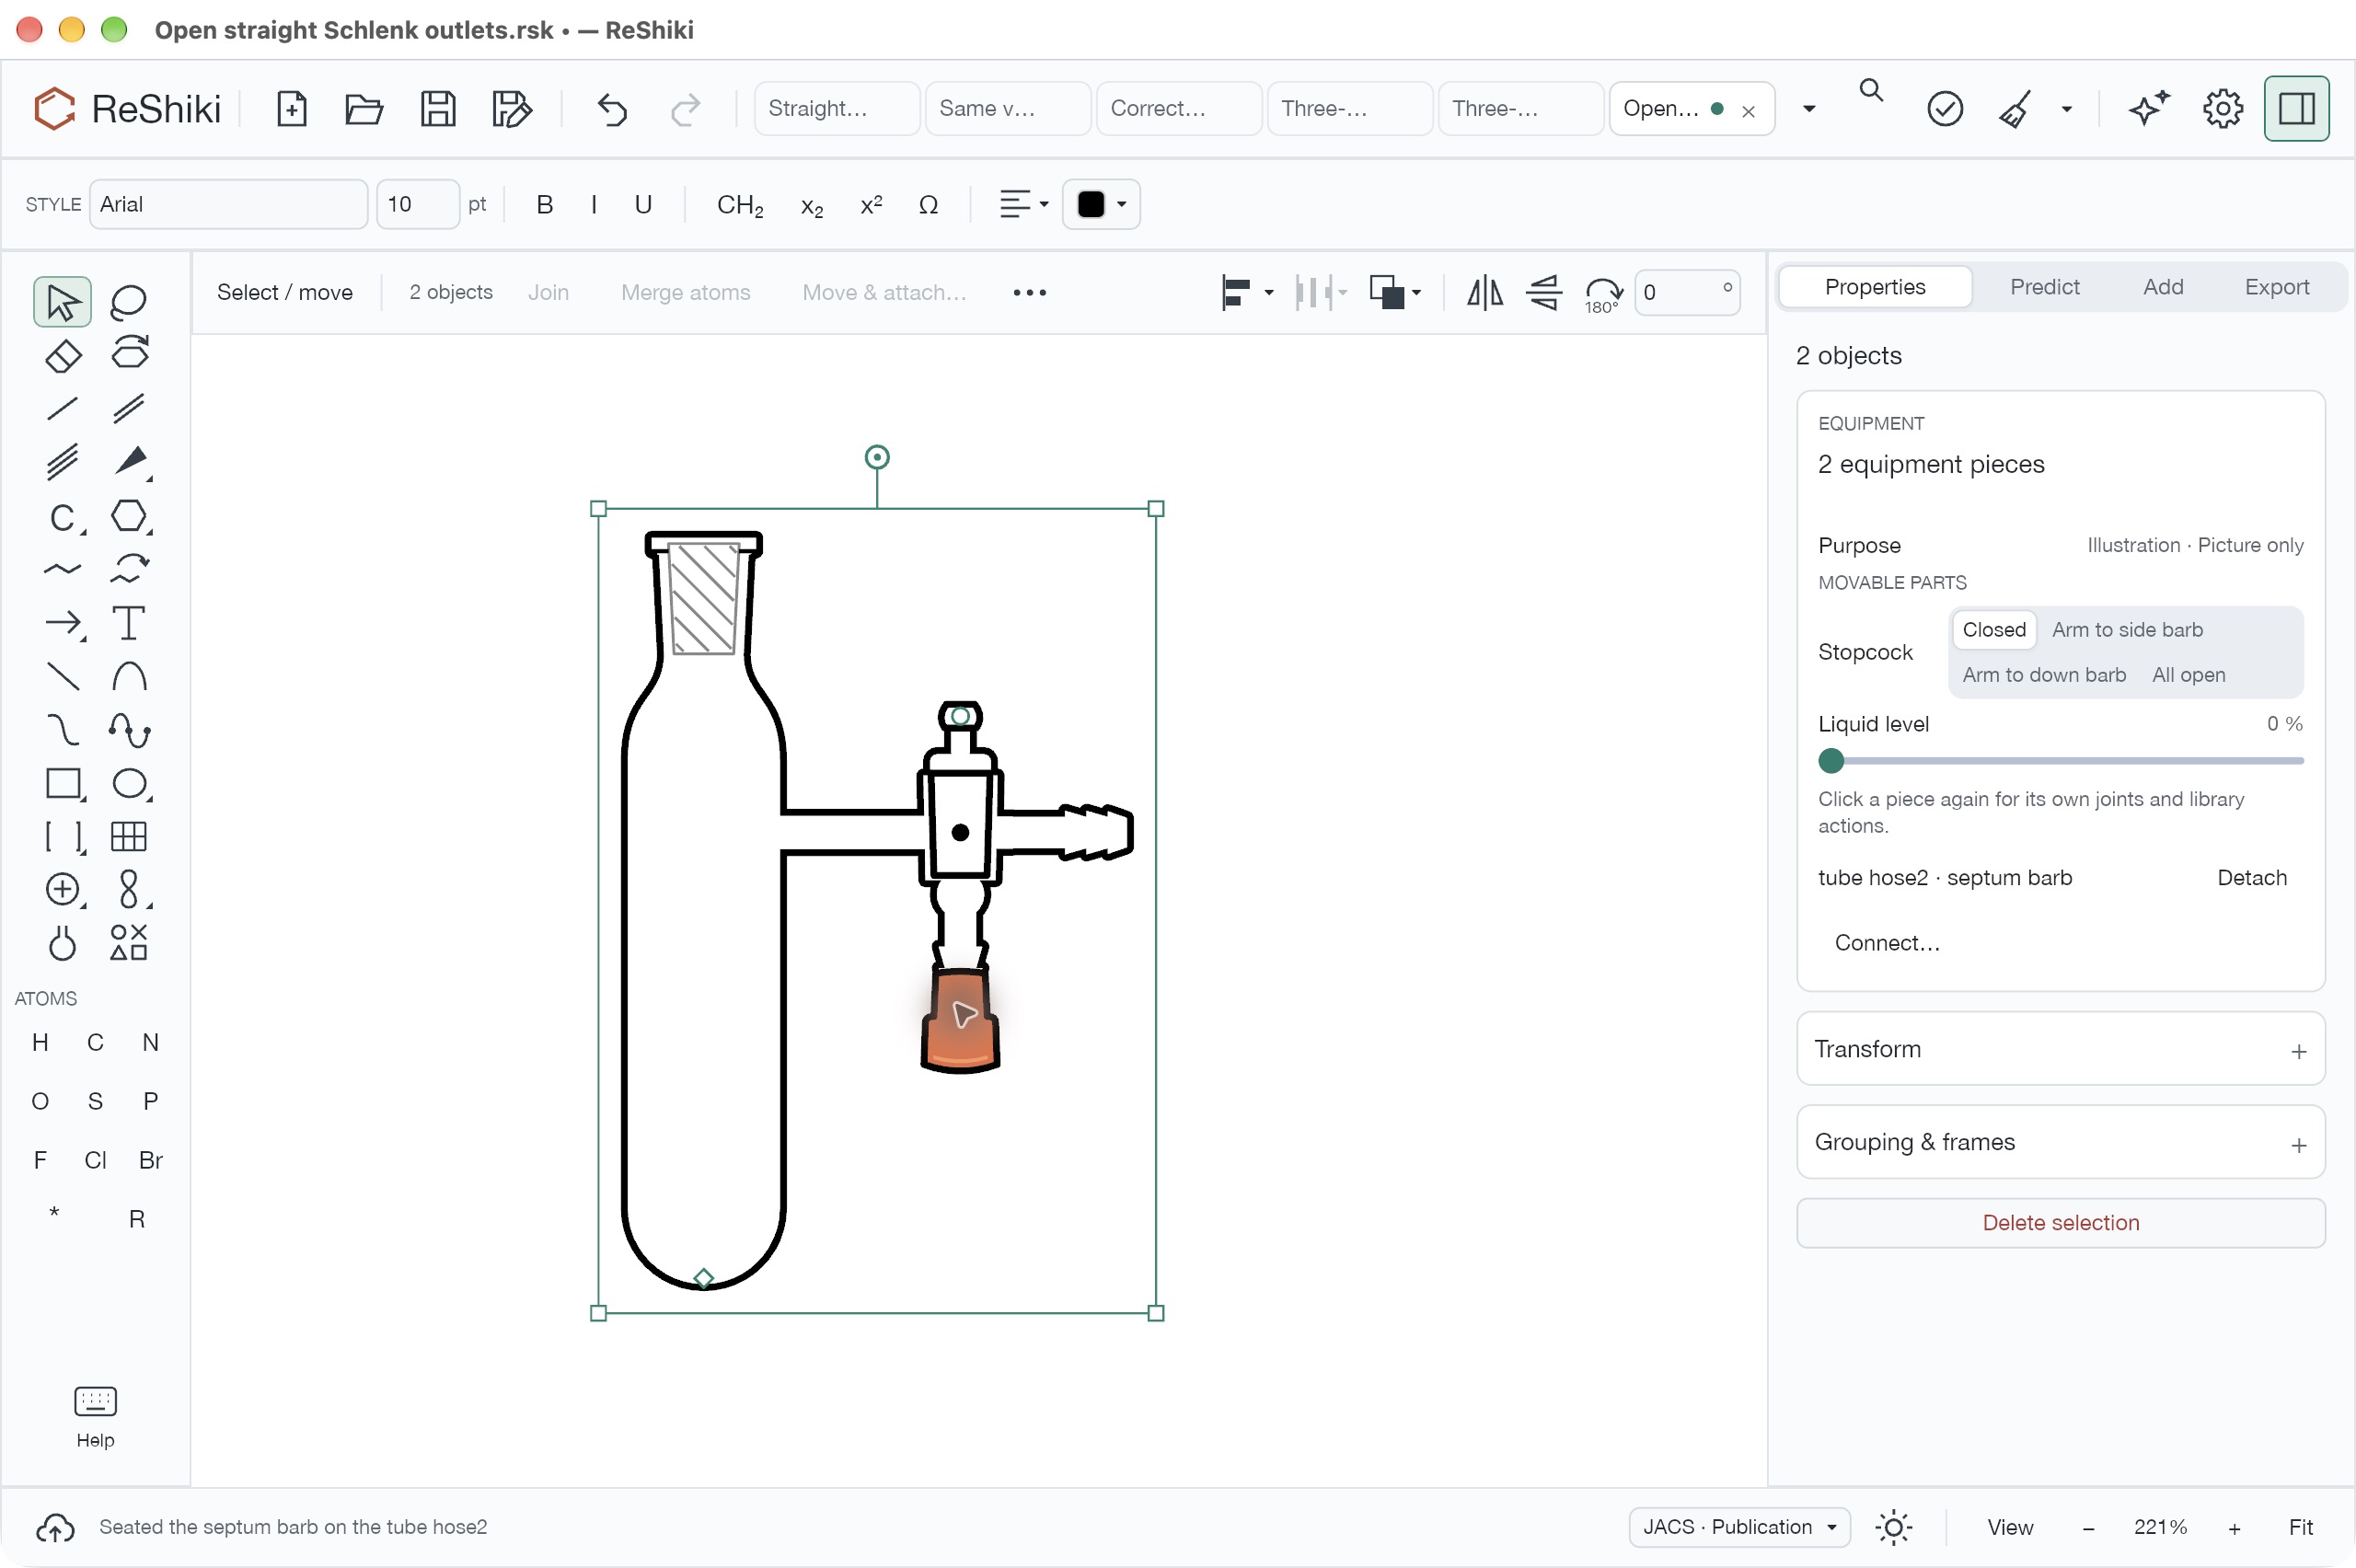 Open straight Schlenk outlets.rsk • — ReShiki
ReShiki
Straight...
Same v...
Correct...
Three-...
Three-...
Open...
STYLE Arial 10 pt B I U CH₂ x₂ x² Ω
Select / move 2 objects Join Merge atoms Move & attach... 180° 0 °
Properties Predict Add Export
2 objects
EQUIPMENT
2 equipment pieces
Purpose Illustration · Picture only
MOVABLE PARTS
Stopcock
Closed Arm to side barb
Arm to down barb All open
Liquid level 0 %
Click a piece again for its own joints and library
actions.
tube hose2 · septum barb Detach
Connect...
Transform +
Grouping & frames +
Delete selection
C
T
ATOMS
H C N
O S P
F Cl Br
* R
Help
Seated the septum barb on the tube hose2
JACS · Publication View − 221% + Fit